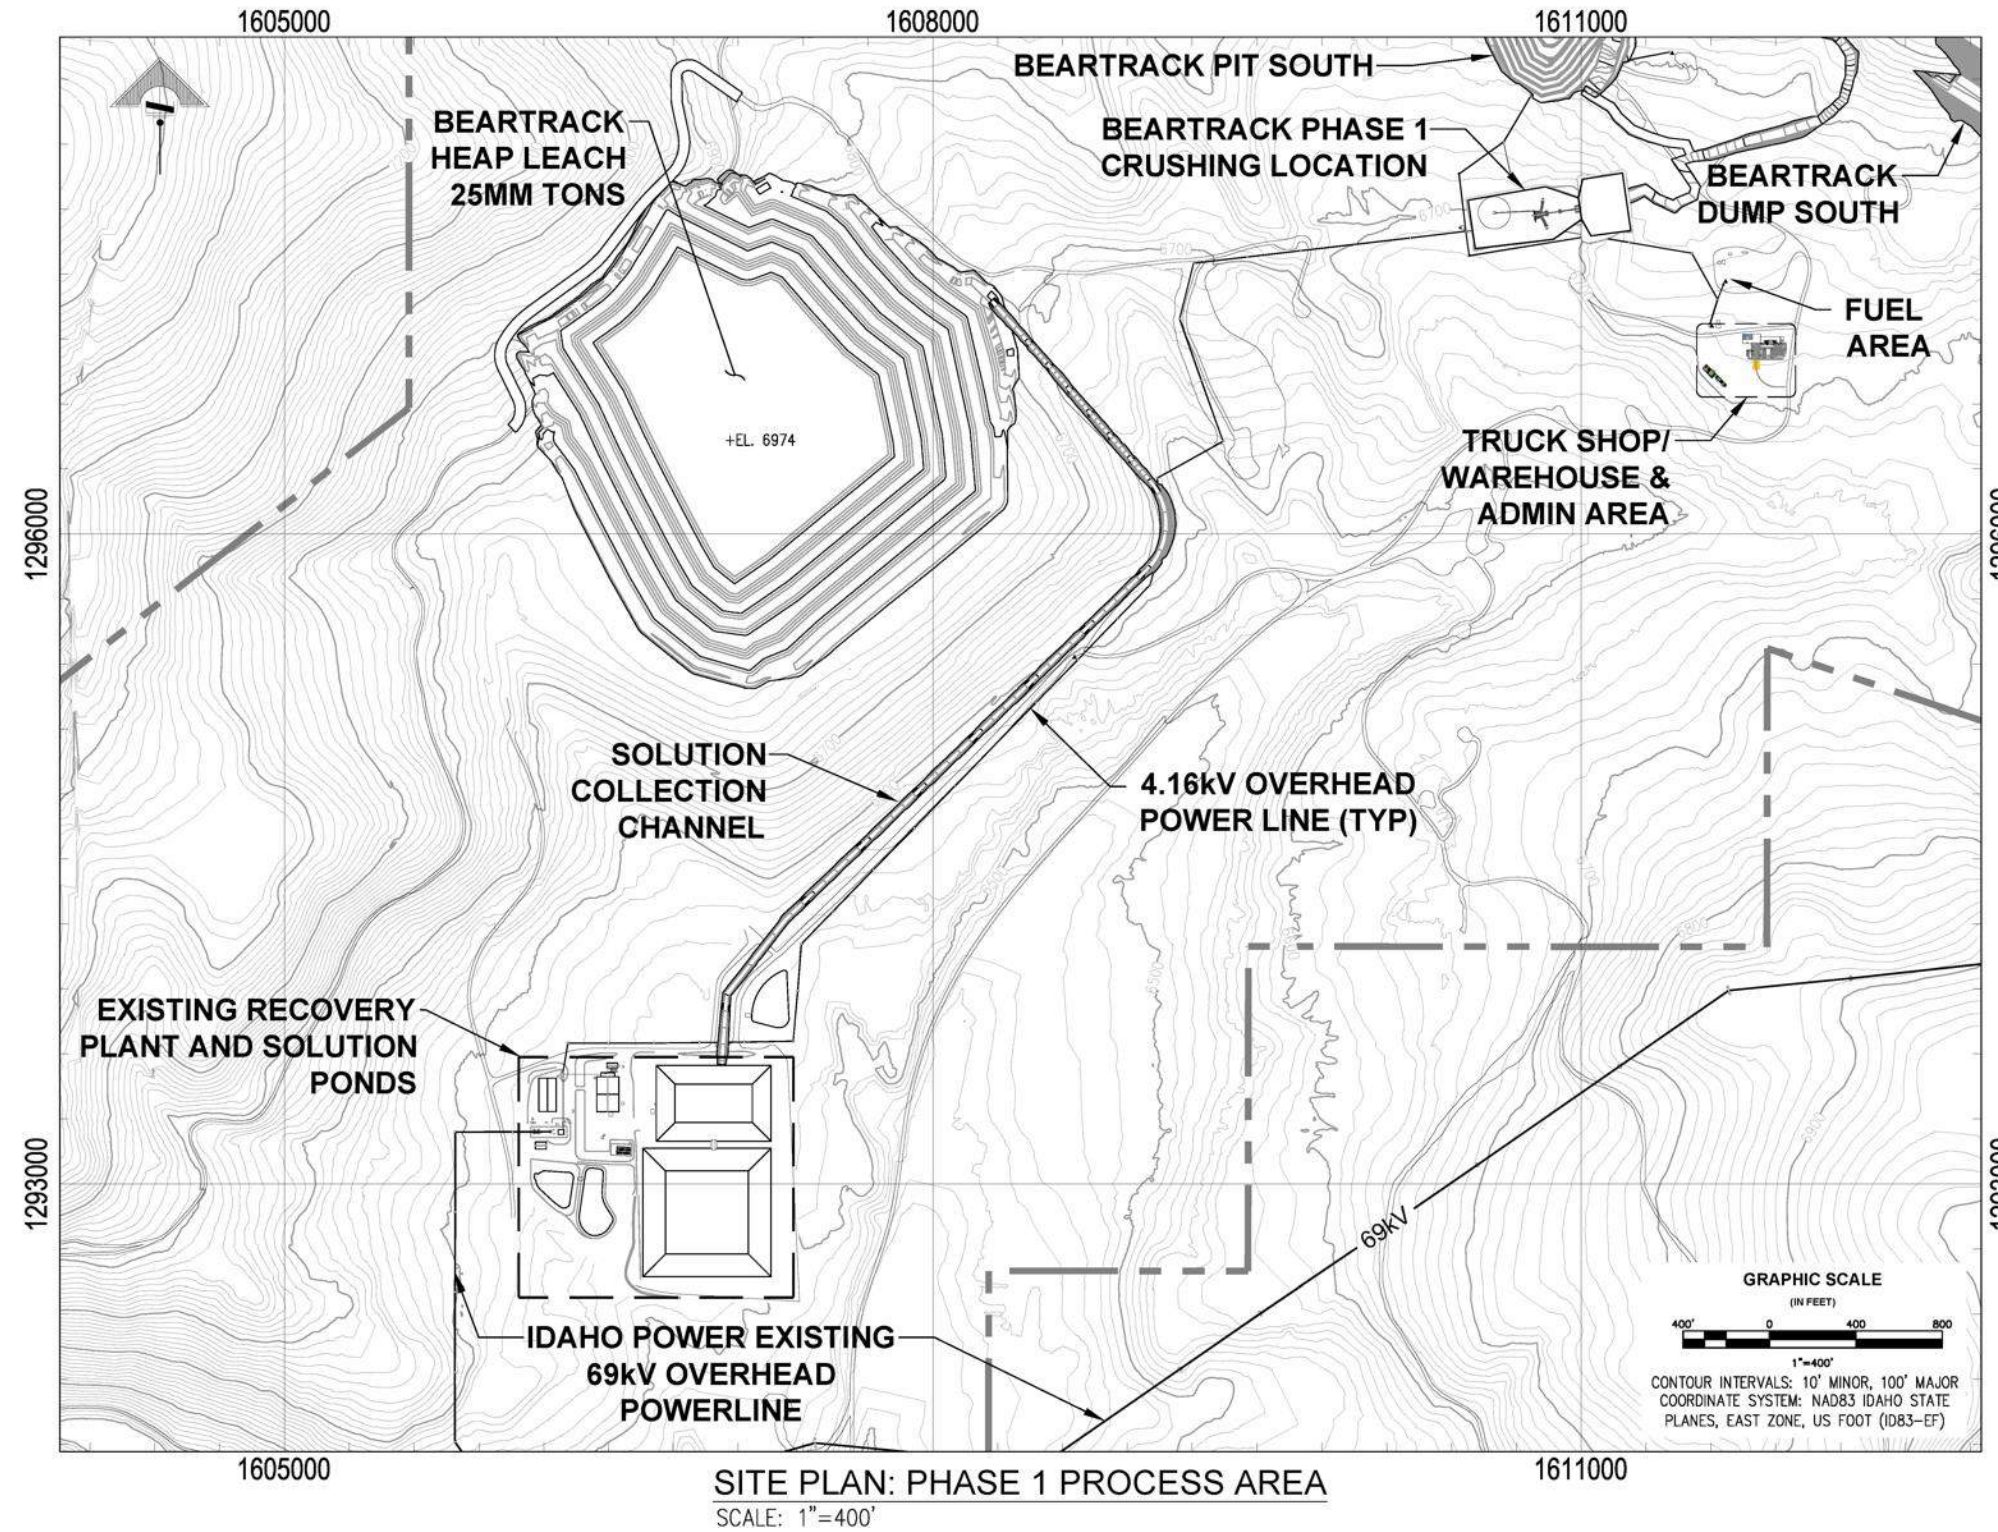 1605000
1608000
1611000
BEARTRACK PIT SOUTH
BEARTRACK
HEAP LEACH
25MM TONS
BEARTRACK PHASE 1
CRUSHING LOCATION
BEARTRACK
DUMP SOUTH
6700
6700
FUEL
AREA
+EL. 6974
TRUCK SHOP/
WAREHOUSE &
ADMIN AREA
1296000
SOLUTION
COLLECTION
CHANNEL
4.16kV OVERHEAD
POWER LINE (TYP)
EXISTING RECOVERY
PLANT AND SOLUTION
PONDS
1293000
69kV
IDAHO POWER EXISTING
69kV OVERHEAD
POWERLINE
GRAPHIC SCALE
(IN FEET)
400'
0
400
800
1"=400'
CONTOUR INTERVALS: 10' MINOR, 100' MAJOR
COORDINATE SYSTEM: NAD83 IDAHO STATE
PLANES, EAST ZONE, US FOOT (ID83-EF)
1605000
1611000
SITE PLAN: PHASE 1 PROCESS AREA
SCALE: 1"=400'